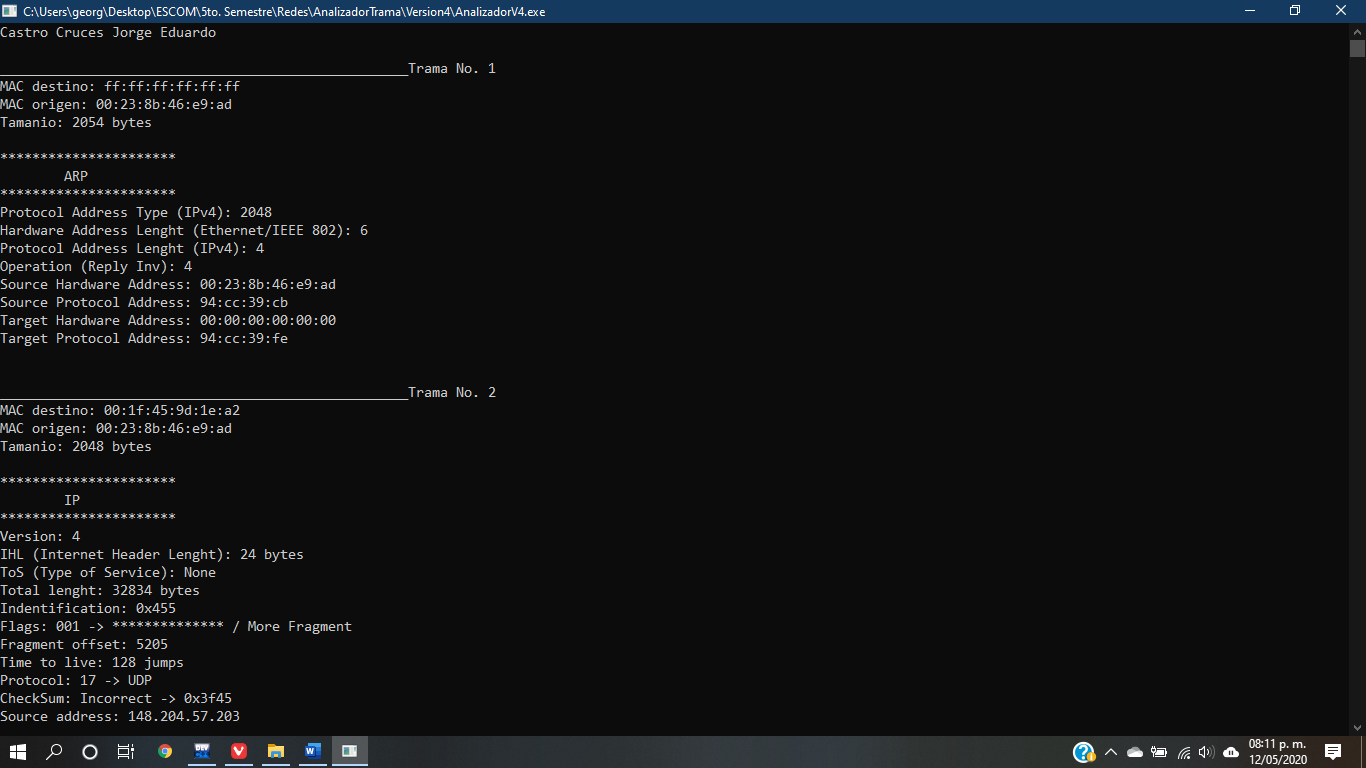 C:\Users\georg\Desktop\ESCOM\5to. Semestre\Redes\AnalizadorTrama\Version4\AnalizadorV4.exe
Castro Cruces Jorge Eduardo
___________________________________________________Trama No. 1
MAC destino: ff:ff:ff:ff:ff:ff
MAC origen: 00:23:8b:46:e9:ad
Tamanio: 2054 bytes
**********************
ARP
**********************
Protocol Address Type (IPv4): 2048
Hardware Address Lenght (Ethernet/IEEE 802): 6
Protocol Address Lenght (IPv4): 4
Operation (Reply Inv): 4
Source Hardware Address: 00:23:8b:46:e9:ad
Source Protocol Address: 94:cc:39:cb
Target Hardware Address: 00:00:00:00:00:00
Target Protocol Address: 94:cc:39:fe
___________________________________________________Trama No. 2
MAC destino: 00:1f:45:9d:1e:a2
MAC origen: 00:23:8b:46:e9:ad
Tamanio: 2048 bytes
**********************
IP
**********************
Version: 4
IHL (Internet Header Lenght): 24 bytes
ToS (Type of Service): None
Total lenght: 32834 bytes
Indentification: 0x455
Flags: 001 -> ************** / More Fragment
Fragment offset: 5205
Time to live: 128 jumps
Protocol: 17 -> UDP
CheckSum: Incorrect -> 0x3f45
Source address: 148.204.57.203
DEV
W
08:11 p. m.
12/05/2020